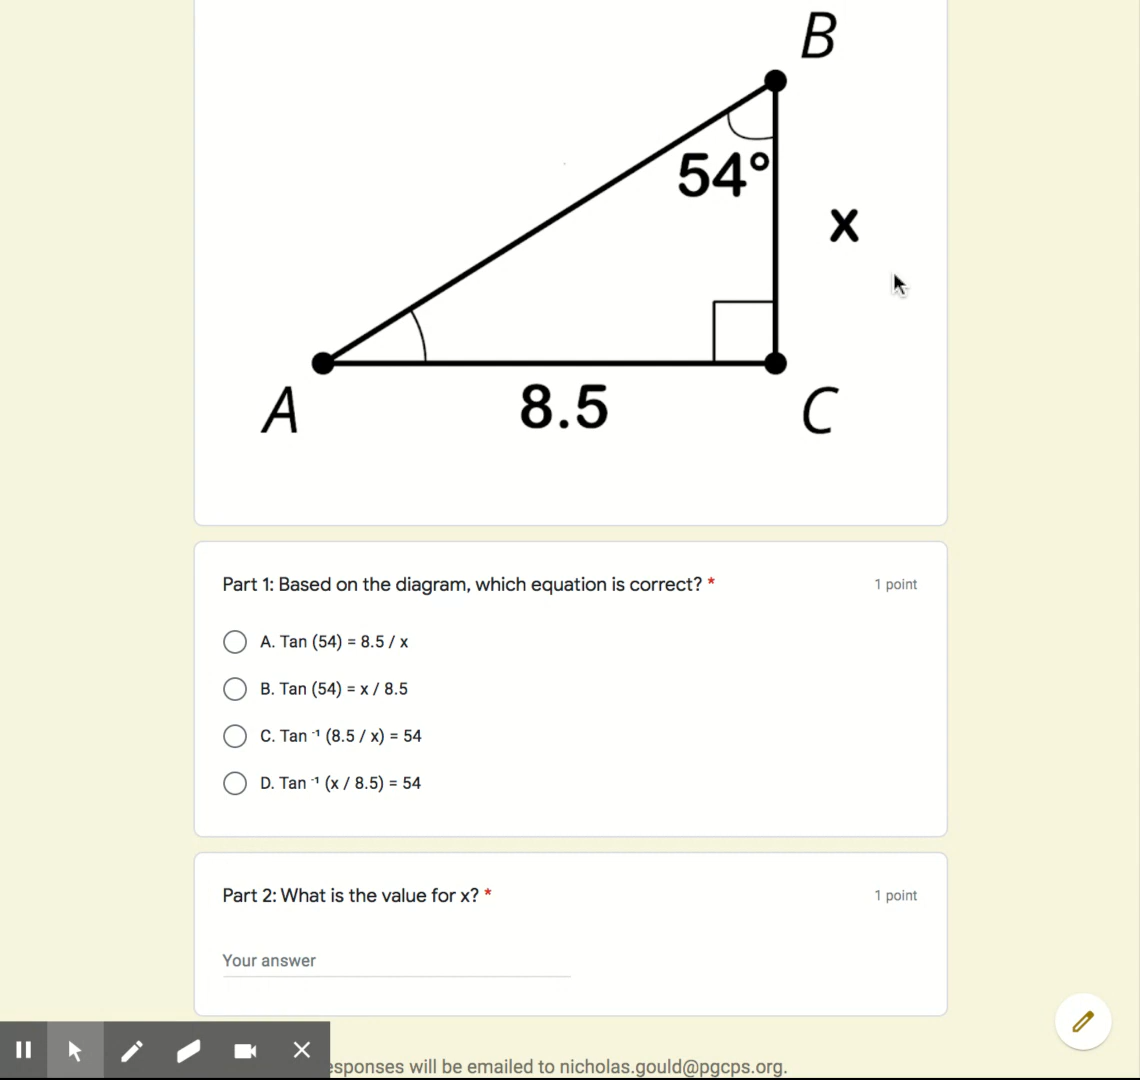 B
54°
x
A
8.5
C
Part 1: Based on the diagram, which equation is correct? *
1 point
A. Tan (54) = 8.5 / x
B. Tan (54) = x / 8.5
C. Tan ⁻¹ (8.5 / x) = 54
D. Tan ⁻¹ (x / 8.5) = 54
Part 2: What is the value for x? *
1 point
Your answer
esponses will be emailed to nicholas.gould@pgcps.org.